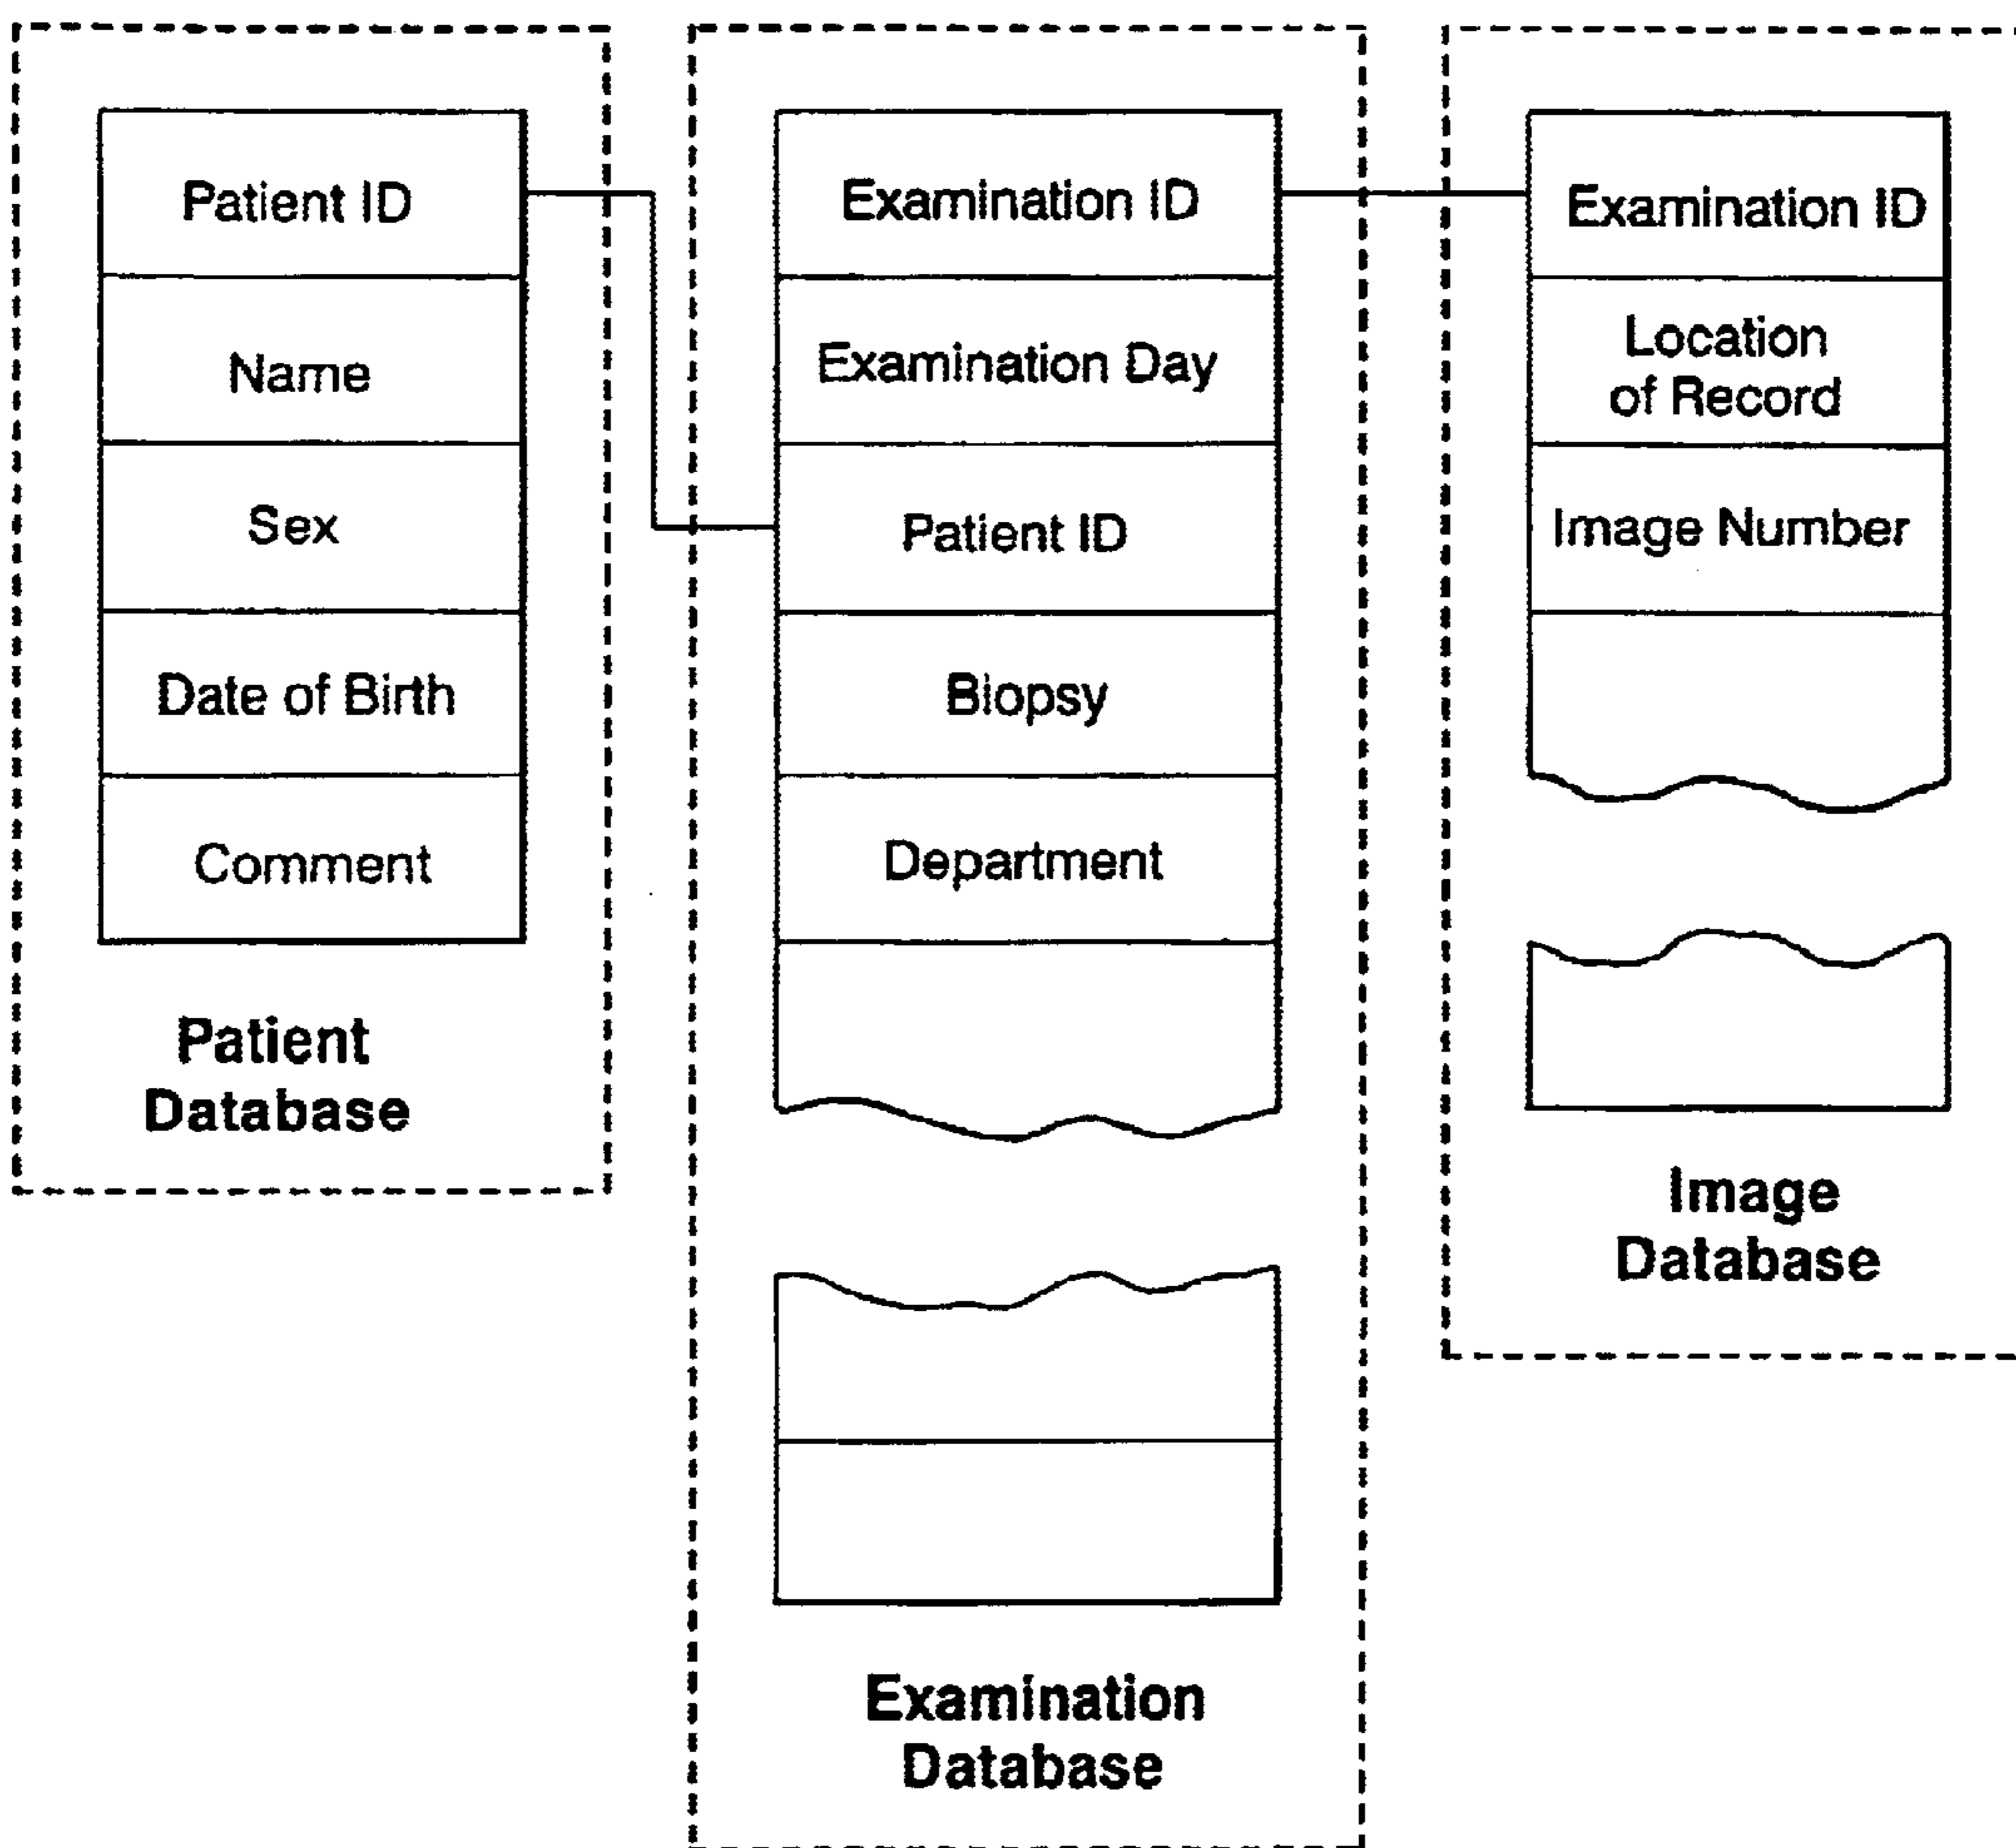 Patient ID
Name
Sex
Date of Birth
Comment
Patient
Database
Examination ID
Examination Day
Patient ID
Biopsy
Department
Examination
Database
Examination ID
Location
of Record
Image Number
Image
Database